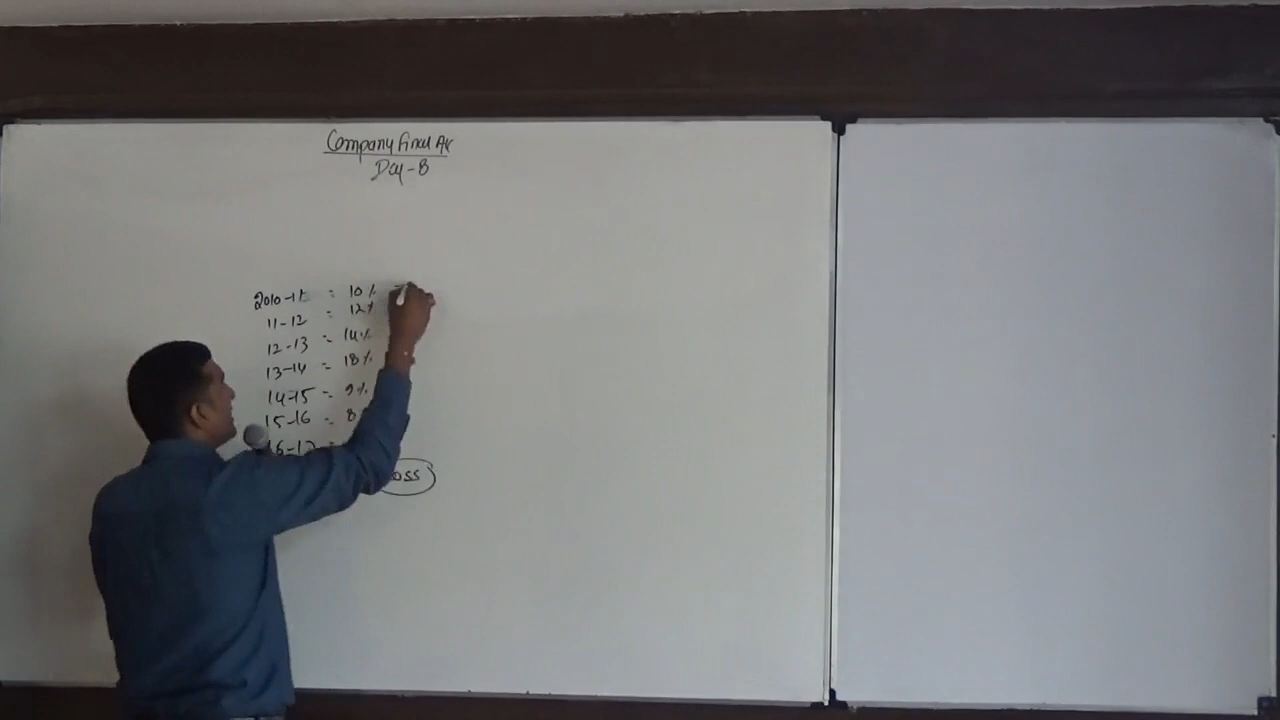 Company Final A/c
Day - 8
2010-11 = 10%
11-12 = 12%
12-13 = 14%
13-14 = 18%
14-15 = 9%
15-16 = 8
16-17 =
oss